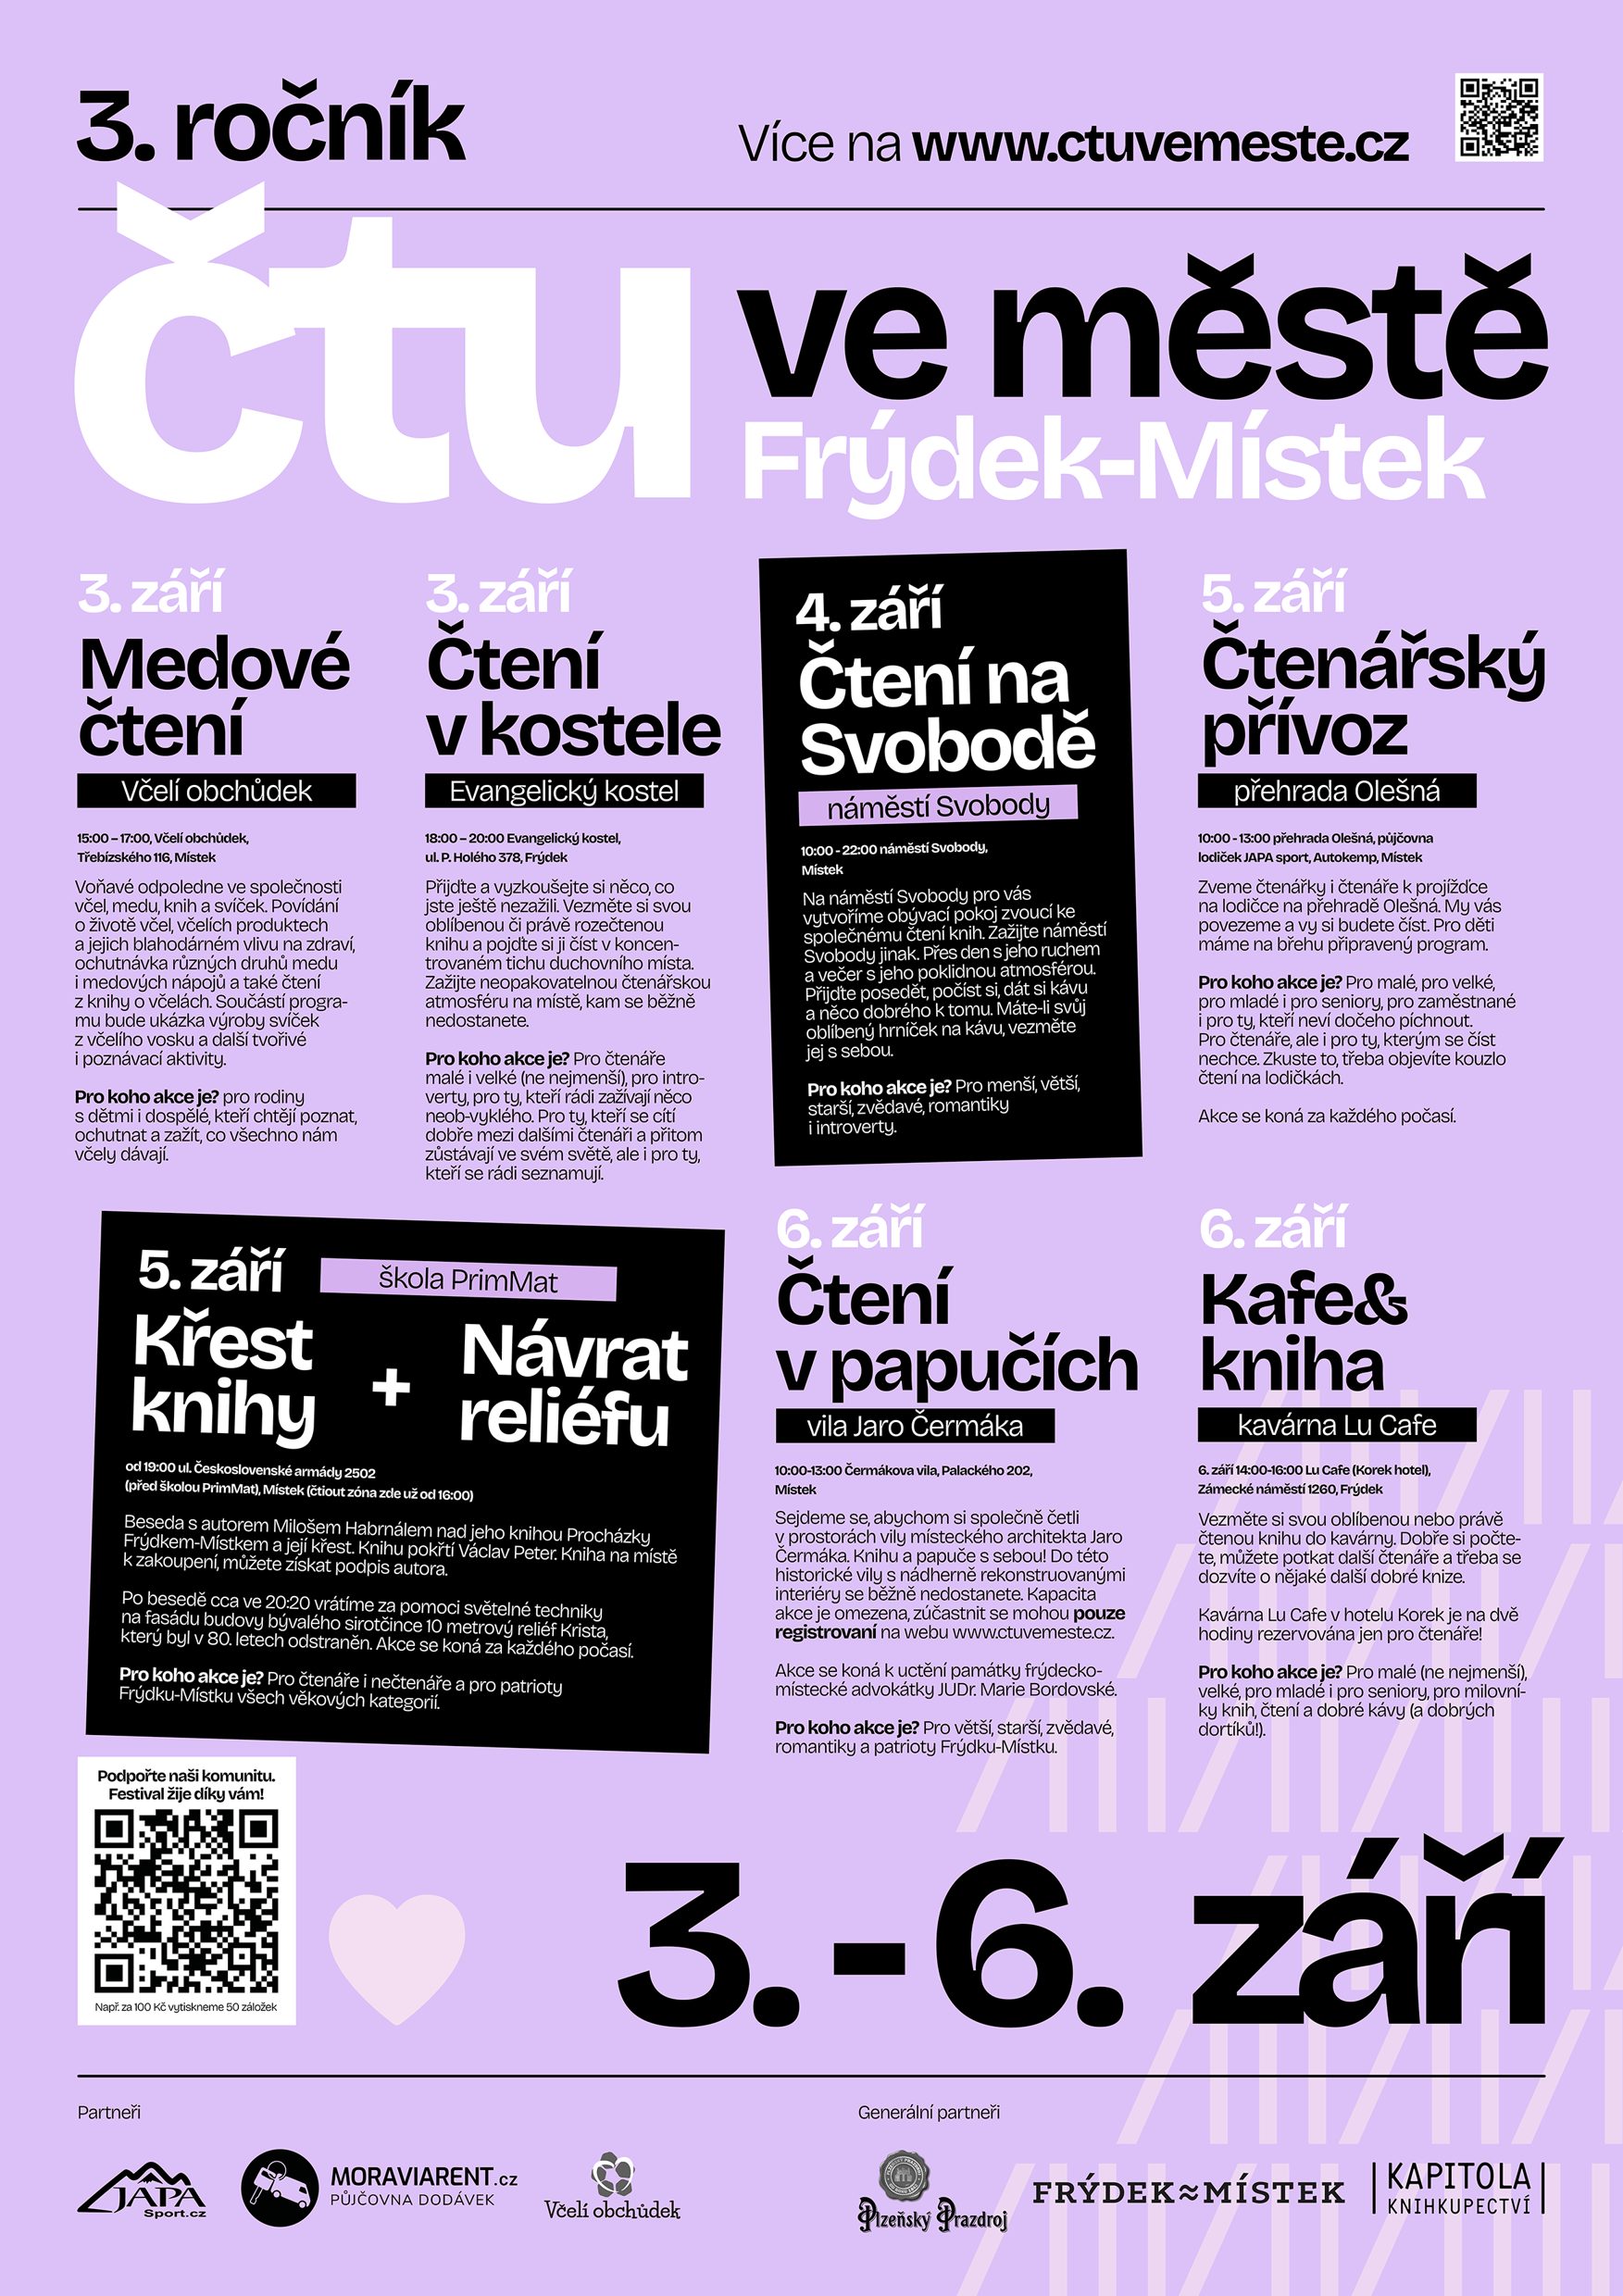 3. ročník
Více na www.ctuvemeste.cz
čtu
ve městě
Frýdek-Místek
3. září
Medové
čtení
Včelí obchůdek
15:00 – 17:00, Včelí obchůdek,
Třebízského 116, Místek
Voňavé odpoledne ve společnosti
včel, medu, knih a svíček. Povídání
o životě včel, včelích produktech
a jejich blahodárném vlivu na zdraví,
ochutnávka různých druhů medu
i medových nápojů a také čtení
z knihy o včelách. Součástí progra-
mu bude ukázka výroby svíček
z včelího vosku a další tvořivé
i poznávací aktivity.
Pro koho akce je? pro rodiny
s dětmi i dospělé, kteří chtějí poznat,
ochutnat a zažít, co všechno nám
včely dávají.
3. září
Čtení
v kostele
Evangelický kostel
18:00 – 20:00 Evangelický kostel,
ul. P. Holého 378, Frýdek
Přijďte a vyzkoušejte si něco, co
jste ještě nezažili. Vezměte si svou
oblíbenou či právě rozečtenou
knihu a pojďte si ji číst v koncen-
trovaném tichu duchovního místa.
Zažijte neopakovatelnou čtenářskou
atmosféru na místě, kam se běžně
nedostanete.
Pro koho akce je? Pro čtenáře
malé i velké (ne nejmenší), pro intro-
verty, pro ty, kteří rádi zažívají něco
neob-vyklého. Pro ty, kteří se cítí
dobře mezi dalšími čtenáři a přitom
zůstávají ve svém světě, ale i pro ty,
kteří se rádi seznamují.
4. září
Čtení na
Svobodě
náměstí Svobody
10:00 - 22:00 náměstí Svobody,
Místek
Na náměstí Svobody pro vás
vytvoříme obývací pokoj zvoucí ke
společnému čtení knih. Zažijte náměstí
Svobody jinak. Přes den s jeho ruchem
a večer s jeho poklidnou atmosférou.
Přijďte posedět, počíst si, dát si kávu
a něco dobrého k tomu. Máte-li svůj
oblíbený hrníček na kávu, vezměte
jej s sebou.
Pro koho akce je? Pro menší, větší,
starší, zvědavé, romantiky
i introverty.
5. září
Čtenářský
přívoz
přehrada Olešná
10:00 - 13:00 přehrada Olešná, půjčovna
lodiček JAPA sport, Autokemp, Místek
Zveme čtenářky i čtenáře k projížďce
na lodičce na přehradě Olešná. My vás
povezeme a vy si budete číst. Pro děti
máme na břehu připravený program.
Pro koho akce je? Pro malé, pro velké,
pro mladé i pro seniory, pro zaměstnané
i pro ty, kteří neví dočeho píchnout.
Pro čtenáře, ale i pro ty, kterým se číst
nechce. Zkuste to, třeba objevíte kouzlo
čtení na lodičkách.
Akce se koná za každého počasí.
5. září
škola PrimMat
Křest
knihy
+
Návrat
reliéfu
od 19:00 ul. Československé armády 2502
(před školou PrimMat), Místek (čtiout zóna zde už od 16:00)
Beseda s autorem Milošem Habrnálem nad jeho knihou Procházky
Frýdkem-Místkem a její křest. Knihu pokřtí Václav Peter. Kniha na místě
k zakoupení, můžete získat podpis autora.
Po besedě cca ve 20:20 vrátíme za pomoci světelné techniky
na fasádu budovy bývalého sirotčince 10 metrový reliéf Krista,
který byl v 80. letech odstraněn. Akce se koná za každého počasí.
Pro koho akce je? Pro čtenáře i nečtenáře a pro patrioty
Frýdku-Místku všech věkových kategorií.
6. září
Čtení
v papučích
vila Jaro Čermáka
10:00-13:00 Čermákova vila, Palackého 202,
Místek
Sejdeme se, abychom si společně četli
v prostorách vily místeckého architekta Jaro
Čermáka. Knihu a papuče s sebou! Do této
historické vily s nádherně rekonstruovanými
interiéry se běžně nedostanete. Kapacita
akce je omezena, zúčastnit se mohou pouze
registrovaní na webu www.ctuvemeste.cz.
Akce se koná k uctění památky frýdecko-
místecké advokátky JUDr. Marie Bordovské.
Pro koho akce je? Pro větší, starší, zvědavé,
romantiky a patrioty Frýdku-Místku.
6. září
Kafe&
kniha
kavárna Lu Cafe
6. září 14:00-16:00 Lu Cafe (Korek hotel),
Zámecké náměstí 1260, Frýdek
Vezměte si svou oblíbenou nebo právě
čtenou knihu do kavárny. Dobře si počte-
te, můžete potkat další čtenáře a třeba se
dozvíte o nějaké další dobré knize.
Kavárna Lu Cafe v hotelu Korek je na dvě
hodiny rezervována jen pro čtenáře!
Pro koho akce je? Pro malé (ne nejmenší),
velké, pro mladé i pro seniory, pro milovní-
ky knih, čtení a dobré kávy (a dobrých
dortíků!).
Podpořte naši komunitu.
Festival žije díky vám!
Např. za 100 Kč vytiskneme 50 záložek
3. - 6. září
Partneři
Generální partneři
JAPA
Sport.cz
MORAVIARENT.cz
PŮJČOVNA DODÁVEK
Včelí obchůdek
Plzeňský Prazdroj
FRÝDEK≈MÍSTEK
KAPITOLA
KNIHKUPECTVÍ